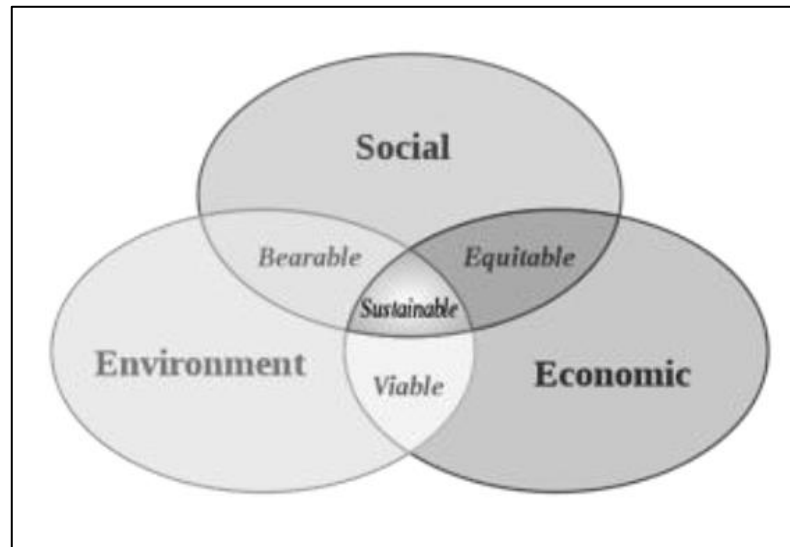 Social
Bearable
Equitable
Sustainable
Environment
Economic
Viable